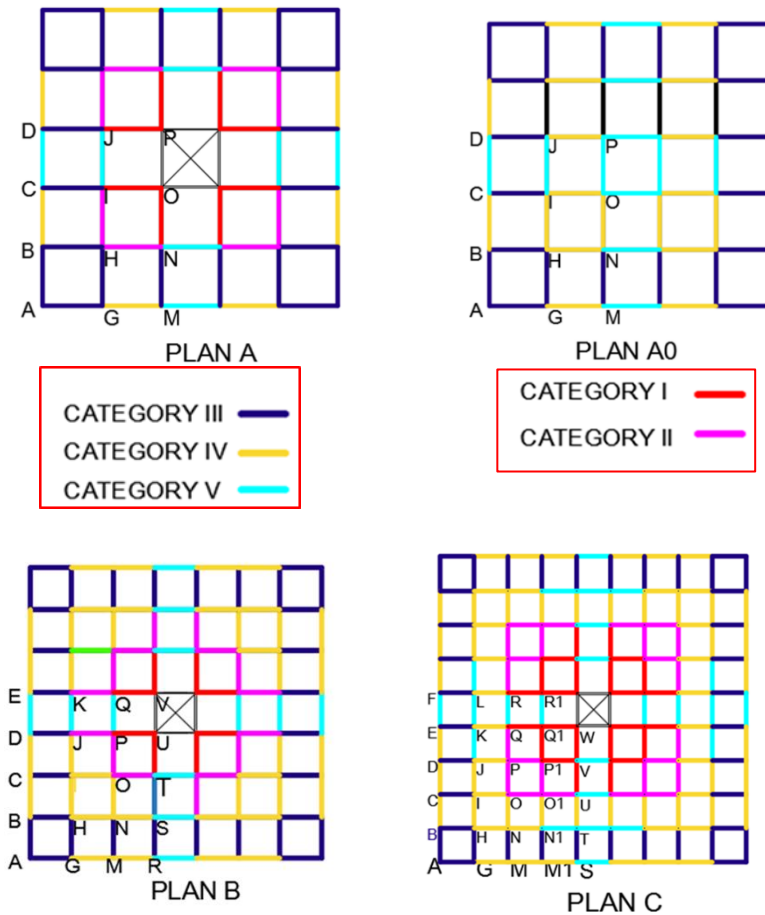 D J P
C I O
B H N
A G M
PLAN A
D J P
C I O
B H N
A G M
PLAN A0
CATEGORY III
CATEGORY IV
CATEGORY V
CATEGORY I
CATEGORY II
E K Q V
D J P U
C O T
B H N S
A G M R
PLAN B
F L R R1
E K Q Q1 W
D J P P1 V
C I O O1 U
B H N N1 T
A G M M1 S
PLAN C